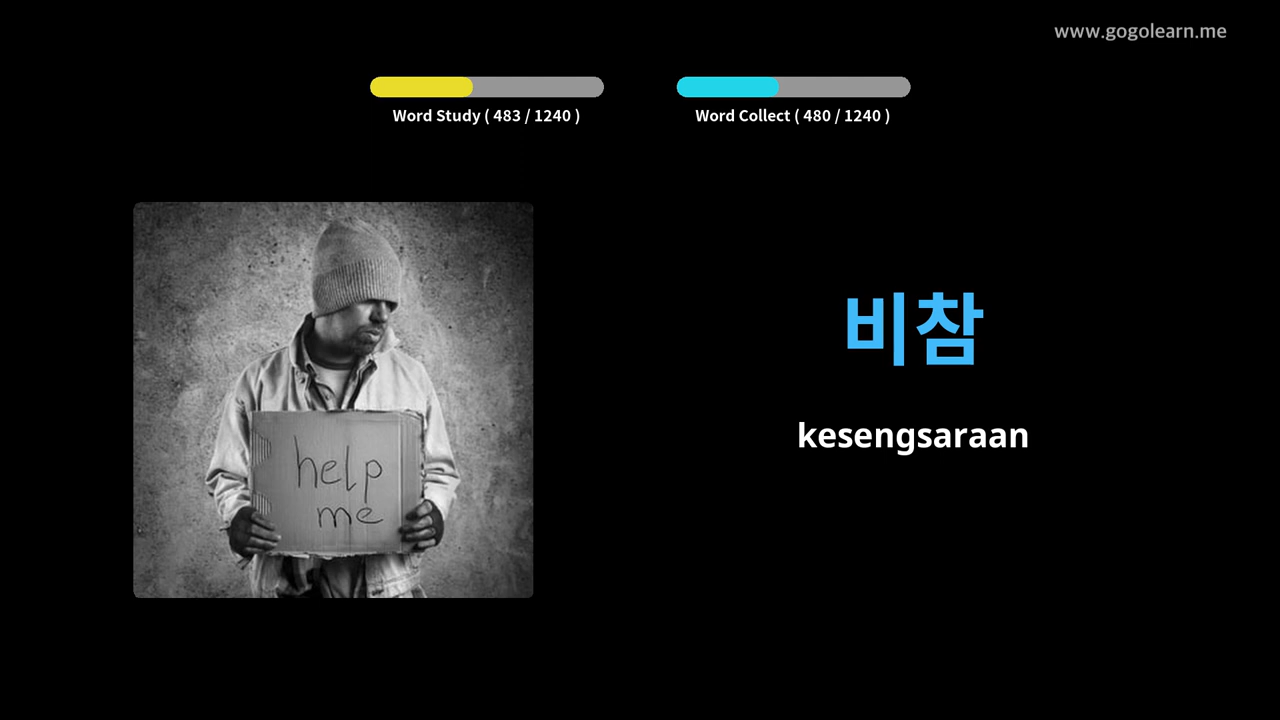 www.gogolearn.me
Word Study ( 483 / 1240 )
Word Collect ( 480 / 1240 )
help
me
비참
kesengsaraan